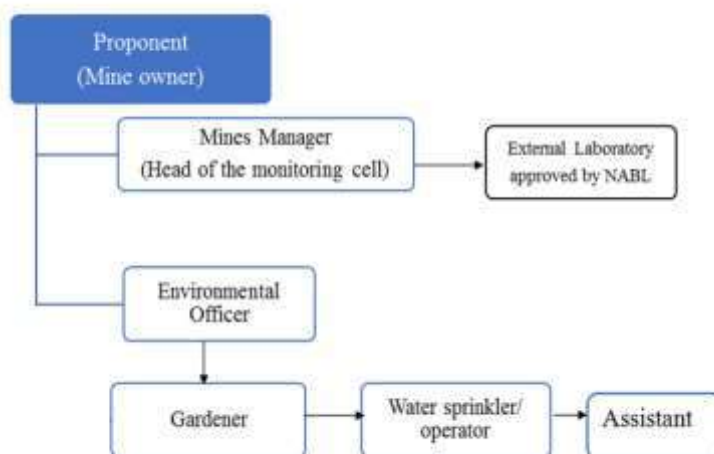 Proponent
(Mine owner)
Mines Manager
(Head of the monitoring cell)
External Laboratory
approved by NABL
Environmental
Officer
Gardener
Water sprinkler/
operator
Assistant